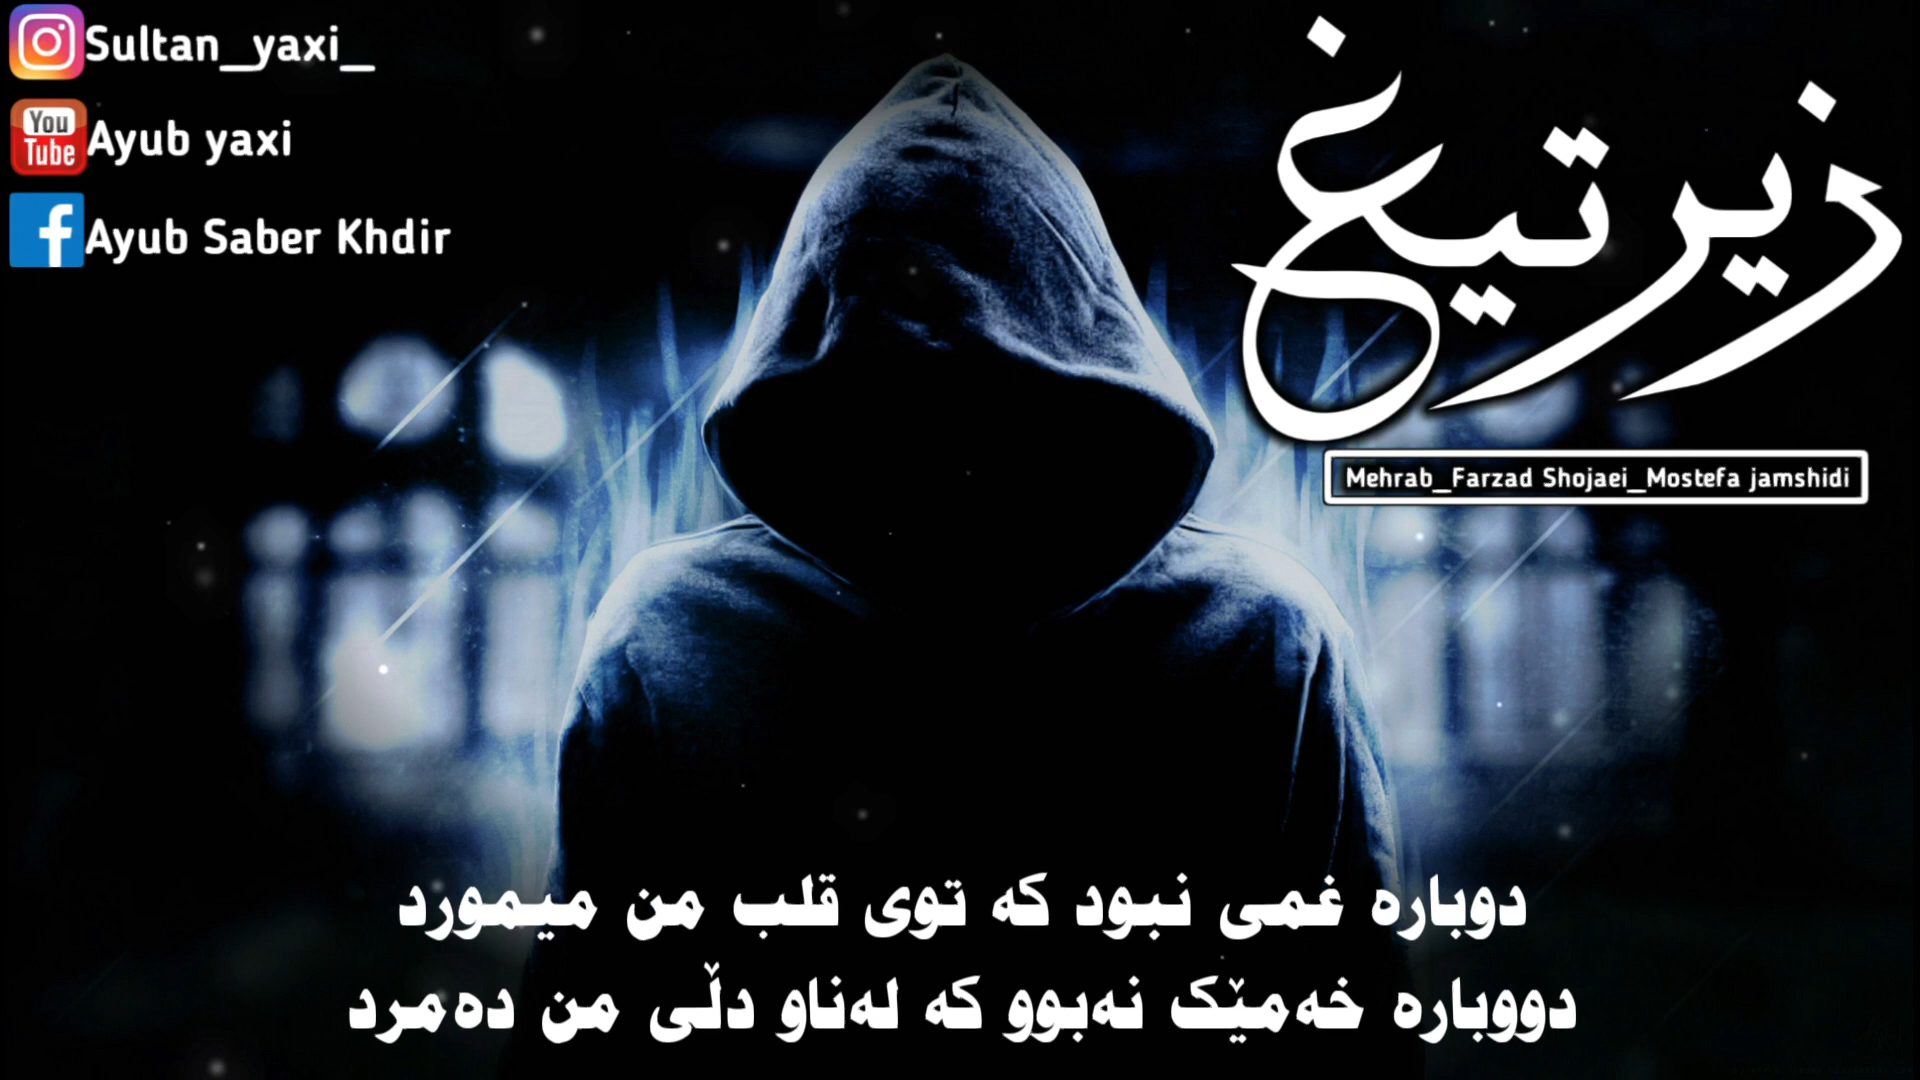 Sultan_yaxi_
You Tube Ayub yaxi
f Ayub Saber Khdir
زیر تیغ
Mehrab_Farzad Shojaei_Mostefa jamshidi
دوباره غمی نبود که توی قلب من میمورد
دووباره خەمێک نەبوو کە لەناو دڵی من دەمرد